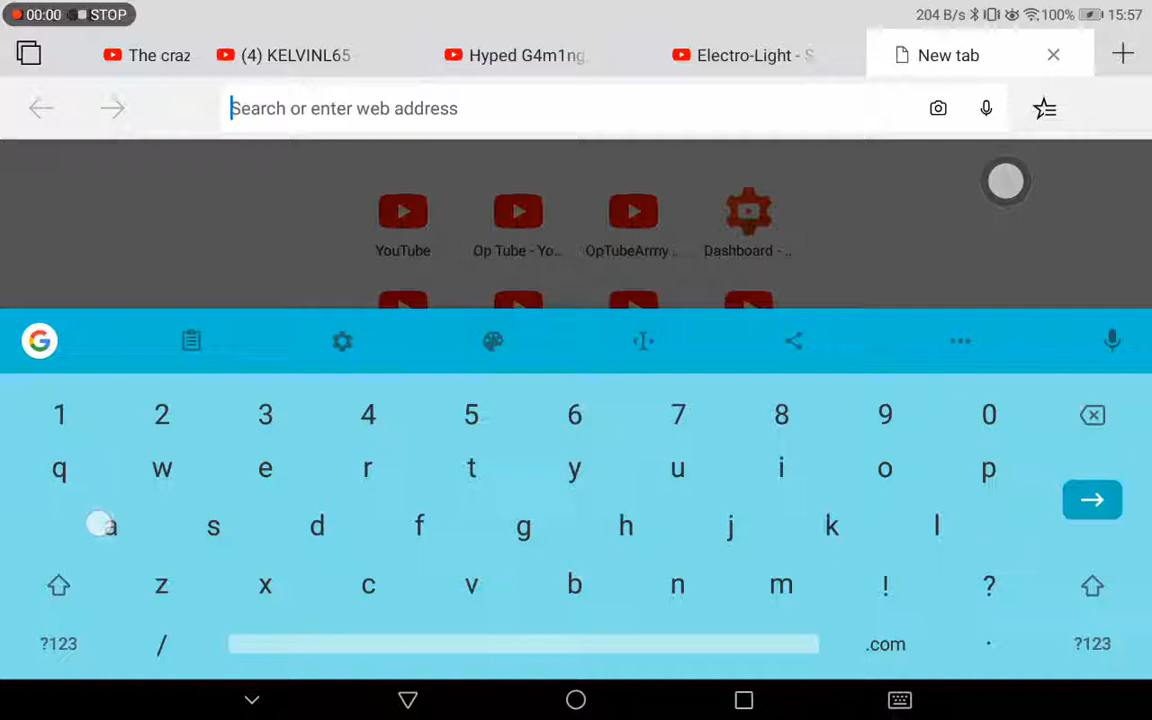 00:00 STOP 204 B/s 100% 15:57
The craz (4) KELVINL65 Hyped G4m1ng Electro-Light - S New tab
Search or enter web address
YouTube Op Tube - Yo... OpTubeArmy .. Dashboard - ..
1 2 3 4 5 6 7 8 9 0
q w e r t y u i o p
a s d f g h j k l
z x c v b n m ! ?
?123 / .com . ?123